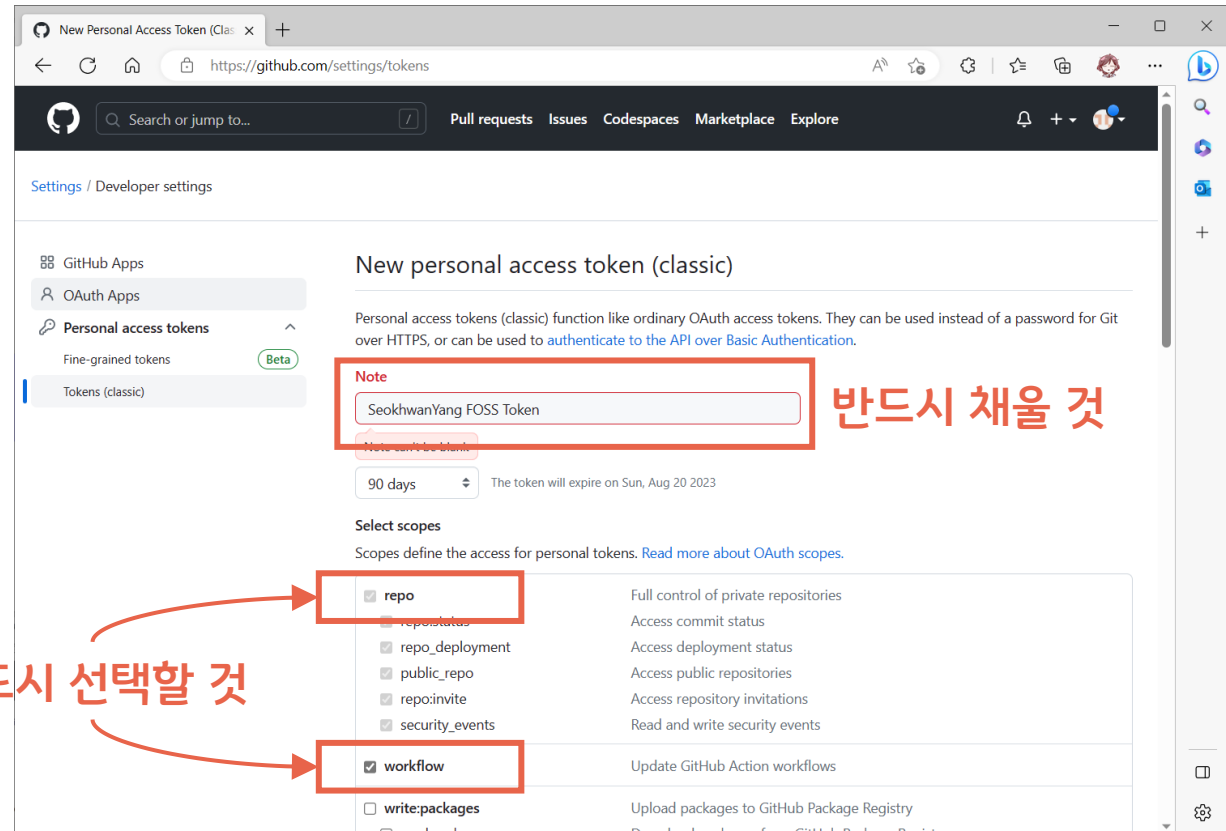 New Personal Access Token (Clas
https://github.com/settings/tokens
Search or jump to...
/
Pull requests Issues Codespaces Marketplace Explore
Settings / Developer settings
GitHub Apps
OAuth Apps
Personal access tokens
Fine-grained tokens Beta
Tokens (classic)
New personal access token (classic)
Personal access tokens (classic) function like ordinary OAuth access tokens. They can be used instead of a password for Git
over HTTPS, or can be used to authenticate to the API over Basic Authentication.
Note
SeokhwanYang FOSS Token
반드시 채울 것
Note can't be blank
90 days The token will expire on Sun, Aug 20 2023
Select scopes
Scopes define the access for personal tokens. Read more about OAuth scopes.
repo Full control of private repositories
repo:status Access commit status
repo_deployment Access deployment status
public_repo Access public repositories
repo:invite Access repository invitations
security_events Read and write security events
드시 선택할 것
workflow Update GitHub Action workflows
write:packages Upload packages to GitHub Package Registry